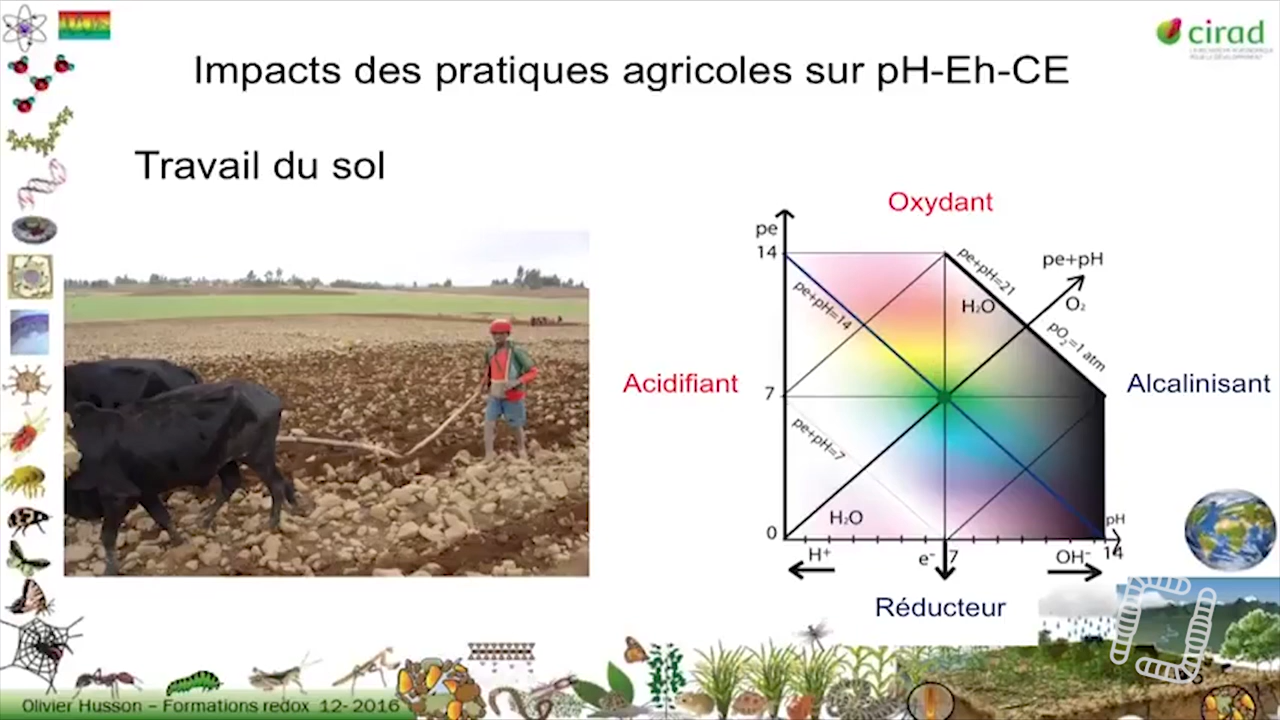 cirad
Impacts des pratiques agricoles sur pH-Eh-CE
Travail du sol
Oxydant
pe
14
pe+pH=21
pe+pH
pe+pH=14
H₂O
O₂
pO₂=1 atm
Acidifiant
7
Alcalinisant
pe+pH=7
H₂O
0
pH
H⁺
e⁻
7
OH⁻
14
Réducteur
Olivier Husson – Formations redox 12-2016